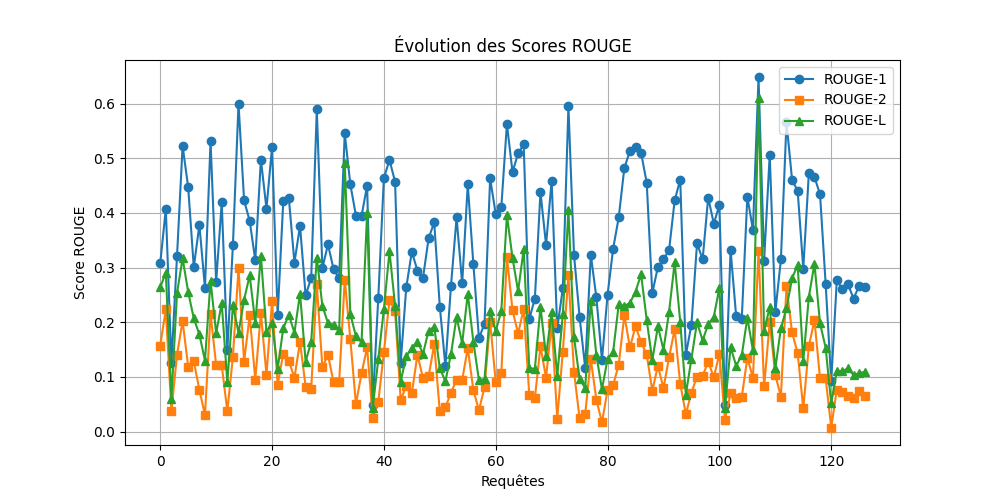 Évolution des Scores ROUGE
ROUGE-1
ROUGE-2
ROUGE-L
Score ROUGE
0.6
0.5
0.4
0.3
0.2
0.1
0.0
0 20 40 60 80 100 120
Requêtes